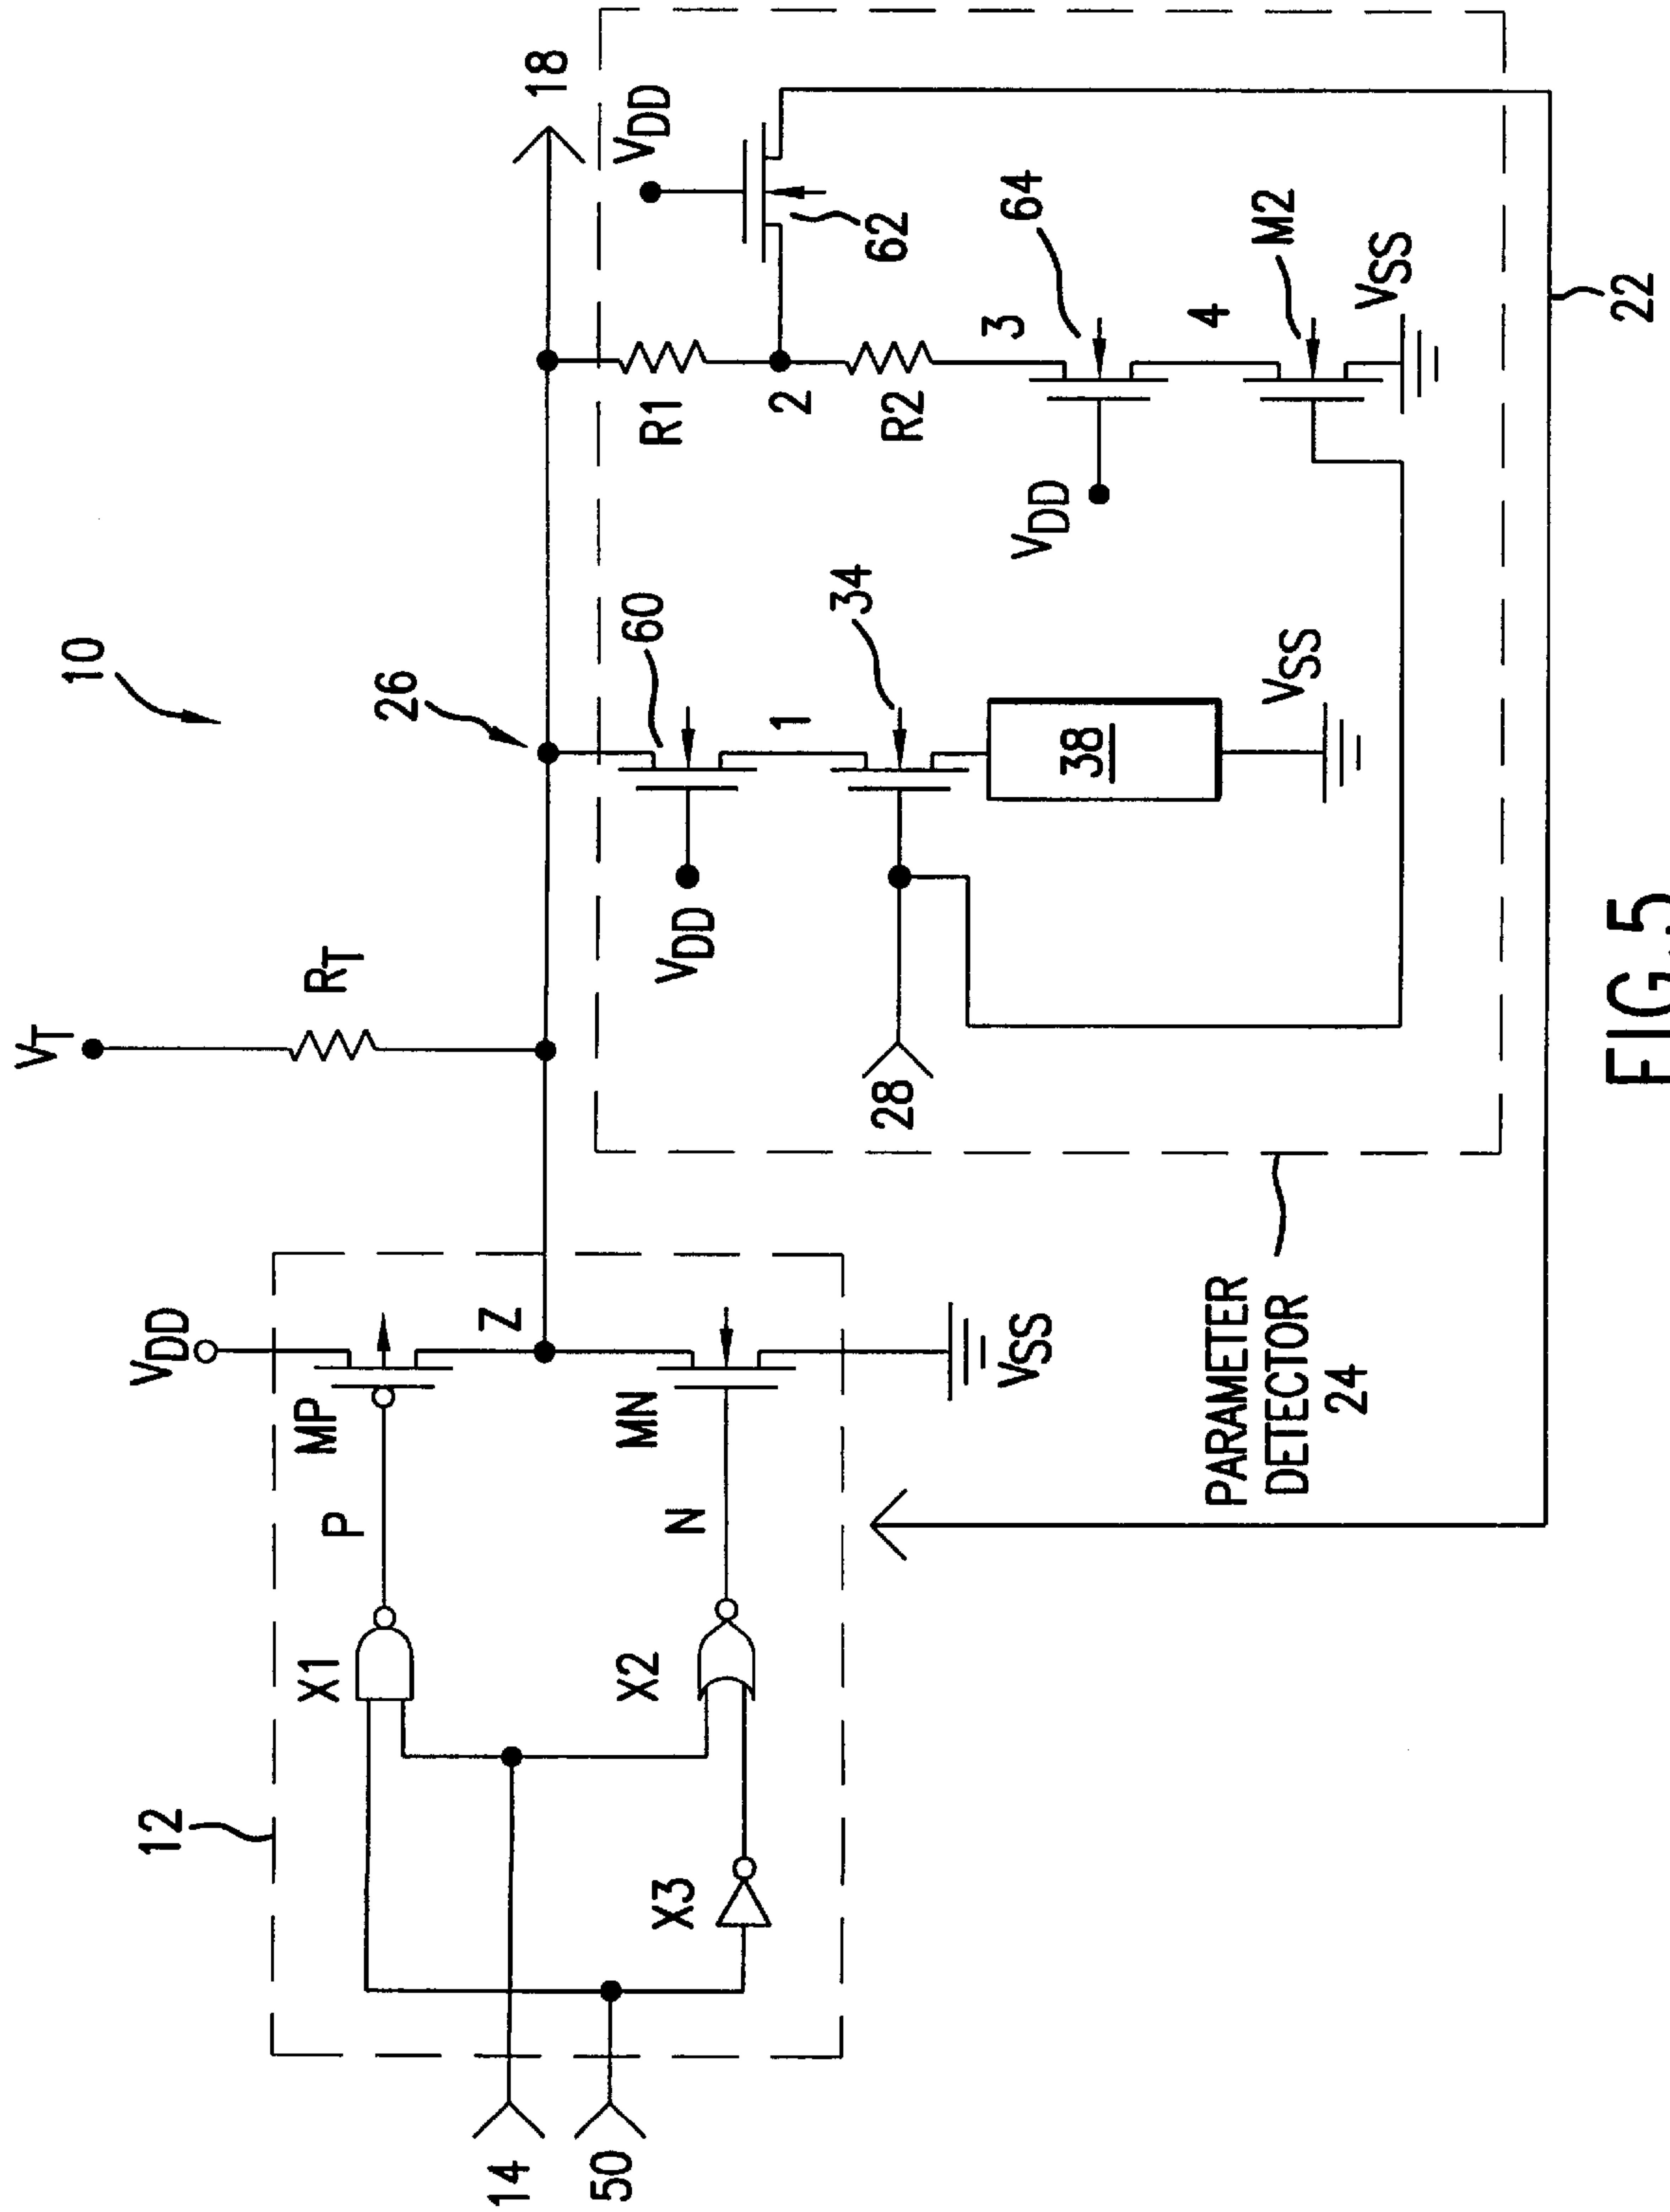 10
V_T
R_T
26
18
12
V_DD
X1
P
MP
Z
14
50
X3
X2
N
MN
V_SS
60
V_DD
1
34
28
38
V_SS
R1
2
R2
V_DD
62
3
64
V_DD
4
M2
V_SS
22
PARAMETER
DETECTOR
24
FIG.5